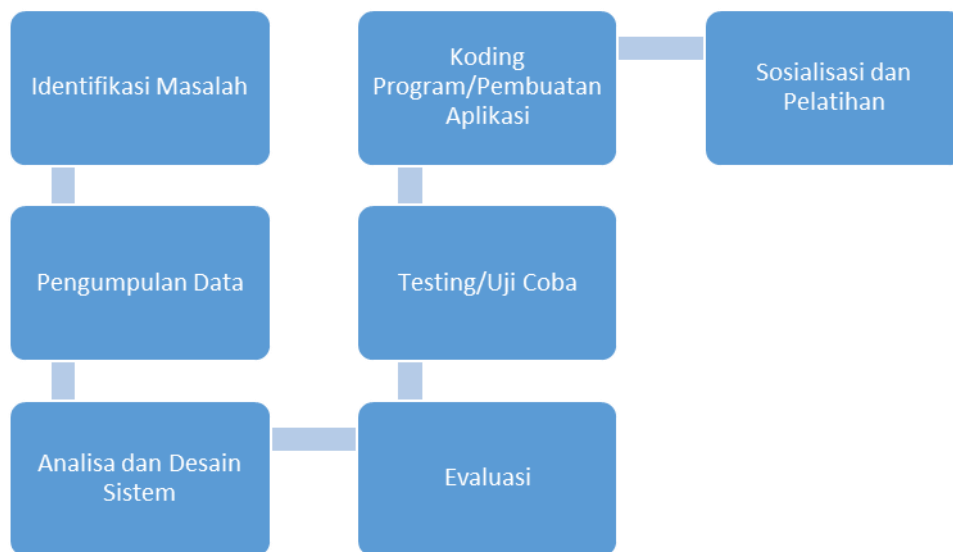 Identifikasi Masalah
Pengumpulan Data
Analisa dan Desain
Sistem
Evaluasi
Testing/Uji Coba
Koding
Program/Pembuatan
Aplikasi
Sosialisasi dan
Pelatihan